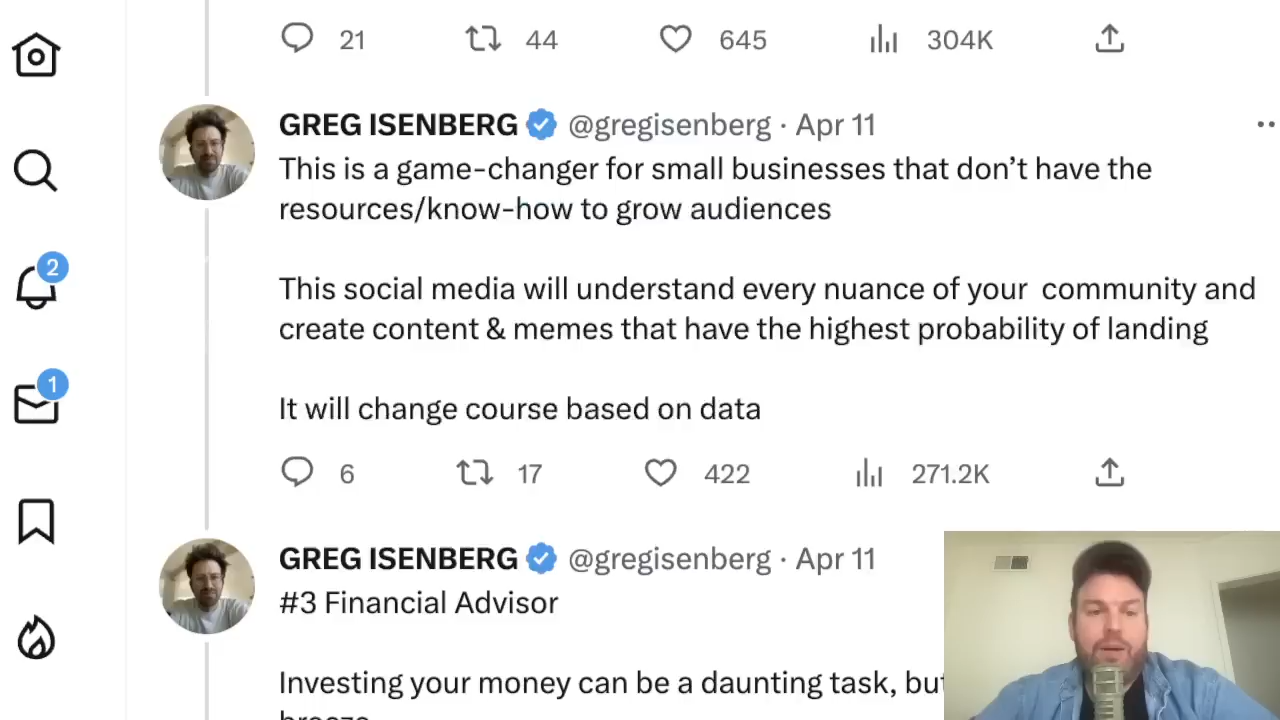 21 44 645 304K
GREG ISENBERG @gregisenberg · Apr 11
This is a game-changer for small businesses that don’t have the
resources/know-how to grow audiences
2
This social media will understand every nuance of your  community and
create content & memes that have the highest probability of landing
1
It will change course based on data
6 17 422 271.2K
GREG ISENBERG @gregisenberg · Apr 11
#3 Financial Advisor
Investing your money can be a daunting task,